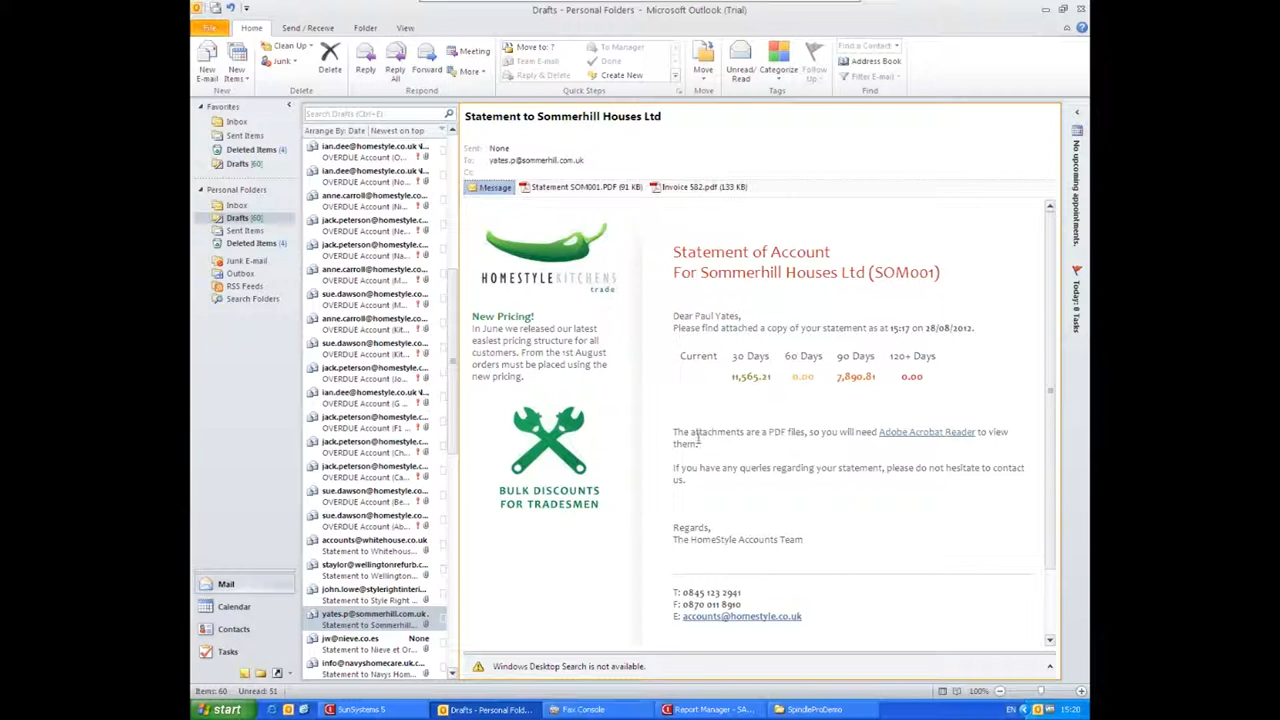 Drafts - Personal Folders - Microsoft Outlook (Trial)
File Home Send / Receive Folder View
New E-mail
New Items
Clean Up
Junk
Delete
Reply
Reply All
Forward
Meeting
More
Move to: ?
Team E-mail
Reply & Delete
To Manager
Done
Create New
Move
Unread/ Read
Categorize
Follow Up
Find a Contact
Address Book
Filter E-mail
New Delete Respond Quick Steps Move Tags Find
Favorites
Inbox
Sent Items
Deleted Items (4)
Drafts [60]
Personal Folders
Inbox
Drafts [60]
Sent Items
Deleted Items (4)
Junk E-mail
Outbox
RSS Feeds
Search Folders
Mail
Calendar
Contacts
Tasks
Search Drafts (Ctrl+E)
Arrange By: Date Newest on top
ian.dee@homestyle.co.uk
OVERDUE Account (O...
ian.dee@homestyle.co.uk
OVERDUE Account (No...
anne.carroll@homestyle.c...
OVERDUE Account (Ni...
jack.peterson@homestyle.c...
OVERDUE Account (Ne...
jack.peterson@homestyle.c...
OVERDUE Account (Na...
anne.carroll@homestyle.c...
OVERDUE Account (M...
sue.dawson@homestyle.co...
OVERDUE Account (M...
anne.carroll@homestyle.c...
OVERDUE Account (Kit...
sue.dawson@homestyle.co...
OVERDUE Account (Kit...
jack.peterson@homestyle.c...
OVERDUE Account (Jo...
ian.dee@homestyle.co.uk
OVERDUE Account (G ...
jack.peterson@homestyle.c...
OVERDUE Account (F1 ...
jack.peterson@homestyle.c...
OVERDUE Account (Ch...
jack.peterson@homestyle.c...
OVERDUE Account (Ca...
sue.dawson@homestyle.co...
OVERDUE Account (Be...
sue.dawson@homestyle.co...
OVERDUE Account (Ab...
accounts@whitehouse.co.uk
Statement to Whitehous...
staylor@wellingtonrefurb.c...
Statement to Wellington...
john.lowe@stylerightinteri...
Statement to Style Right ...
yates.p@sommerhill.com.uk
Statement to Sommerhill...
jw@nieve.co.es None
Statement to Nieve et Or...
info@navyshomecare.uk.c...
Statement to Navys Hom...
Statement to Sommerhill Houses Ltd
Sent: None
To: yates.p@sommerhill.com.uk
Cc:
Message Statement SOM001.PDF (91 KB) Invoice 582.pdf (133 KB)
HOMESTYLEKITCHENS
trade
New Pricing!
In June we released our latest
easiest pricing structure for all
customers. From the 1st August
orders must be placed using the
new pricing.
BULK DISCOUNTS
FOR TRADESMEN
Statement of Account
For Sommerhill Houses Ltd (SOM001)
Dear Paul Yates,
Please find attached a copy of your statement as at 15:17 on 28/08/2012.
Current 30 Days 60 Days 90 Days 120+ Days
11,565.21 0.00 7,890.81 0.00
The attachments are a PDF files, so you will need Adobe Acrobat Reader to view
them.
If you have any queries regarding your statement, please do not hesitate to contact
us.
Regards,
The HomeStyle Accounts Team
T: 0845 123 2941
F: 0870 011 8910
E: accounts@homestyle.co.uk
Windows Desktop Search is not available.
No upcoming appointments.
Today: 0 Tasks
Items: 60 Unread: 51 100%
start SunSystems 5 Drafts - Personal Fold... Fax Console Report Manager - SA... SpindleProDemo EN 15:20